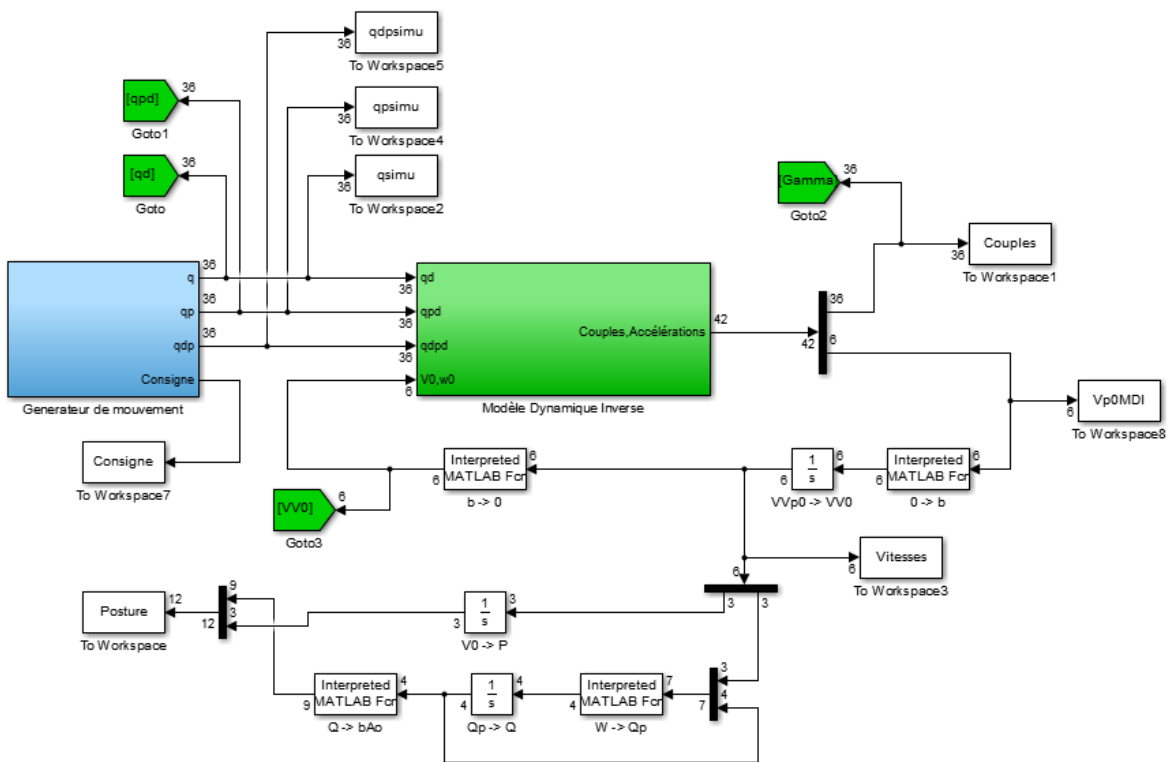 qdpsimu
36
To Workspace5
[qpd]
36
Goto1
qpsimu
36
To Workspace4
[qd]
36
Goto
qsimu
36
To Workspace2
[Gamma]
36
Goto2
Couples
36
To Workspace1
q
36
qp
36
qdp
36
Consigne
Generateur de mouvement
qd
36
qpd
36
qdpd
36
V0,w0
6
Couples,Accélérations
42
Modèle Dynamique Inverse
42
36
6
Vp0MDI
6
To Workspace8
Consigne
To Workspace7
Interpreted
MATLAB Fcn
6
6
b -> 0
1
s
6
6
VVp0 -> VV0
Interpreted
MATLAB Fcn
6
6
0 -> b
[VV0]
6
Goto3
Vitesses
6
To Workspace3
6
3
3
Posture
12
To Workspace
9
3
12
1
s
3
3
V0 -> P
Interpreted
MATLAB Fcn
4
9
Q -> bAo
1
s
4
4
Qp -> Q
Interpreted
MATLAB Fcn
7
4
W -> Qp
3
4
7